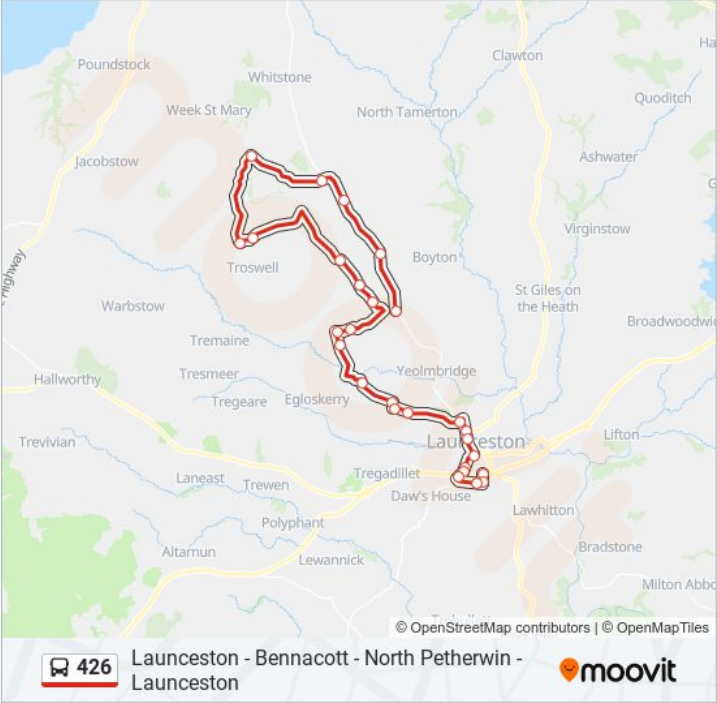 Poundstock
Clawton
Whitstone
Quoditch
Week St Mary
North Tamerton
Ashwater
Jacobstow
Virginstow
Boyton
Troswell
Highway
St Giles on
the Heath
Warbstow
Broadwoodwi
Tremaine
Yeolmbridge
Hallworthy
Tresmeer
Tregeare
Egloskerry
Launceston
Lifton
Trevivian
Tregadillet
Laneast
Trewen
Daw's House
Lawhitton
Polyphant
Altarnun
Bradstone
Lewannick
Milton Abbo
© OpenStreetMap contributors | © OpenMapTiles
426
Launceston - Bennacott - North Petherwin -
Launceston
moovit